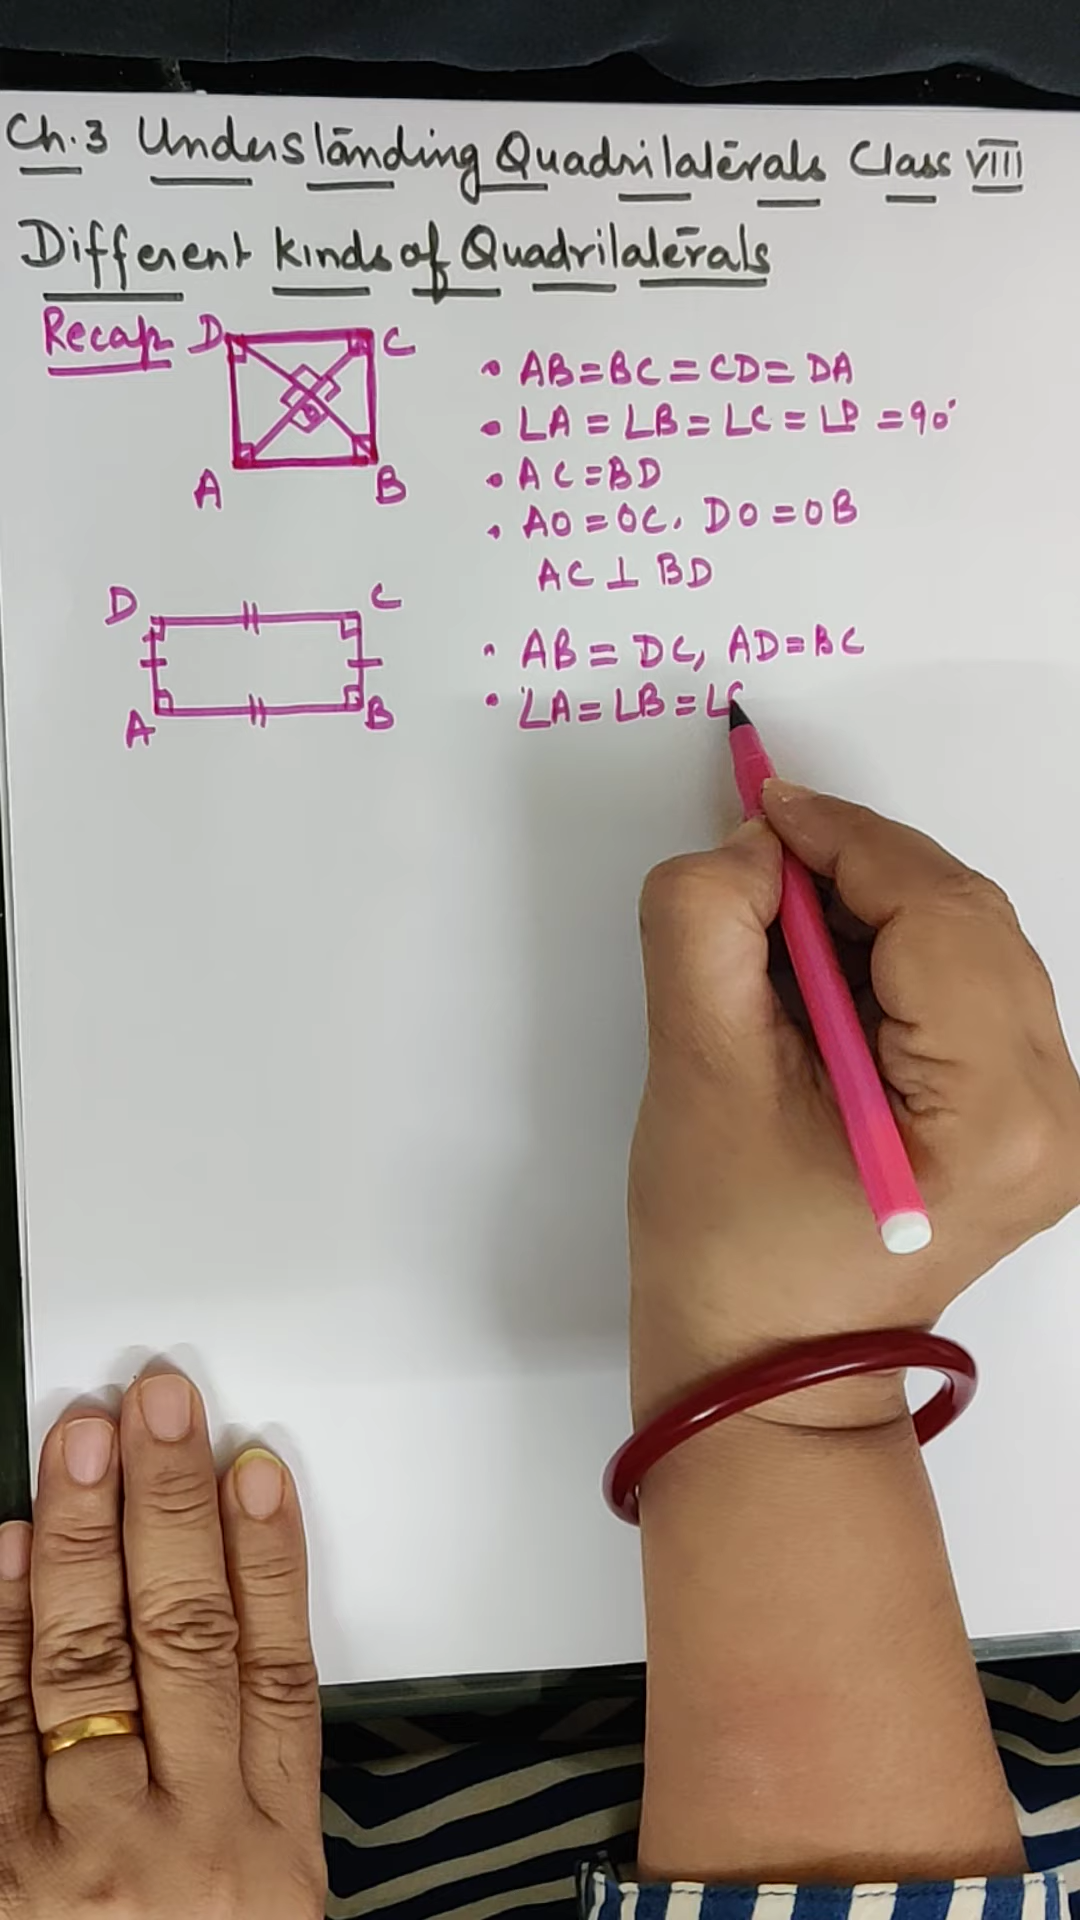 Ch.3 Understanding Quadrilaterals Class VIII
Different kinds of Quadrilaterals
Recap D C
• AB = BC = CD = DA
• ∠A = ∠B = ∠C = ∠D = 90°
• AC = BD
A B
• AO = OC, DO = OB
AC ⊥ BD
D C
• AB = DC, AD = BC
• ∠A = ∠B = ∠C
A B